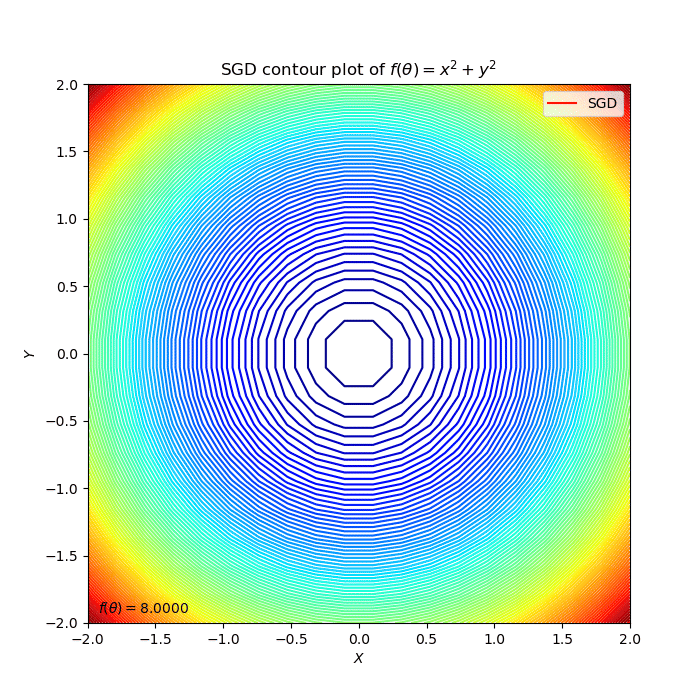 SGD contour plot of f(θ) = x² + y²
SGD
2.0
1.5
1.0
0.5
0.0
−0.5
−1.0
−1.5
−2.0
Y
f(θ) = 8.0000
−2.0 −1.5 −1.0 −0.5 0.0 0.5 1.0 1.5 2.0
X